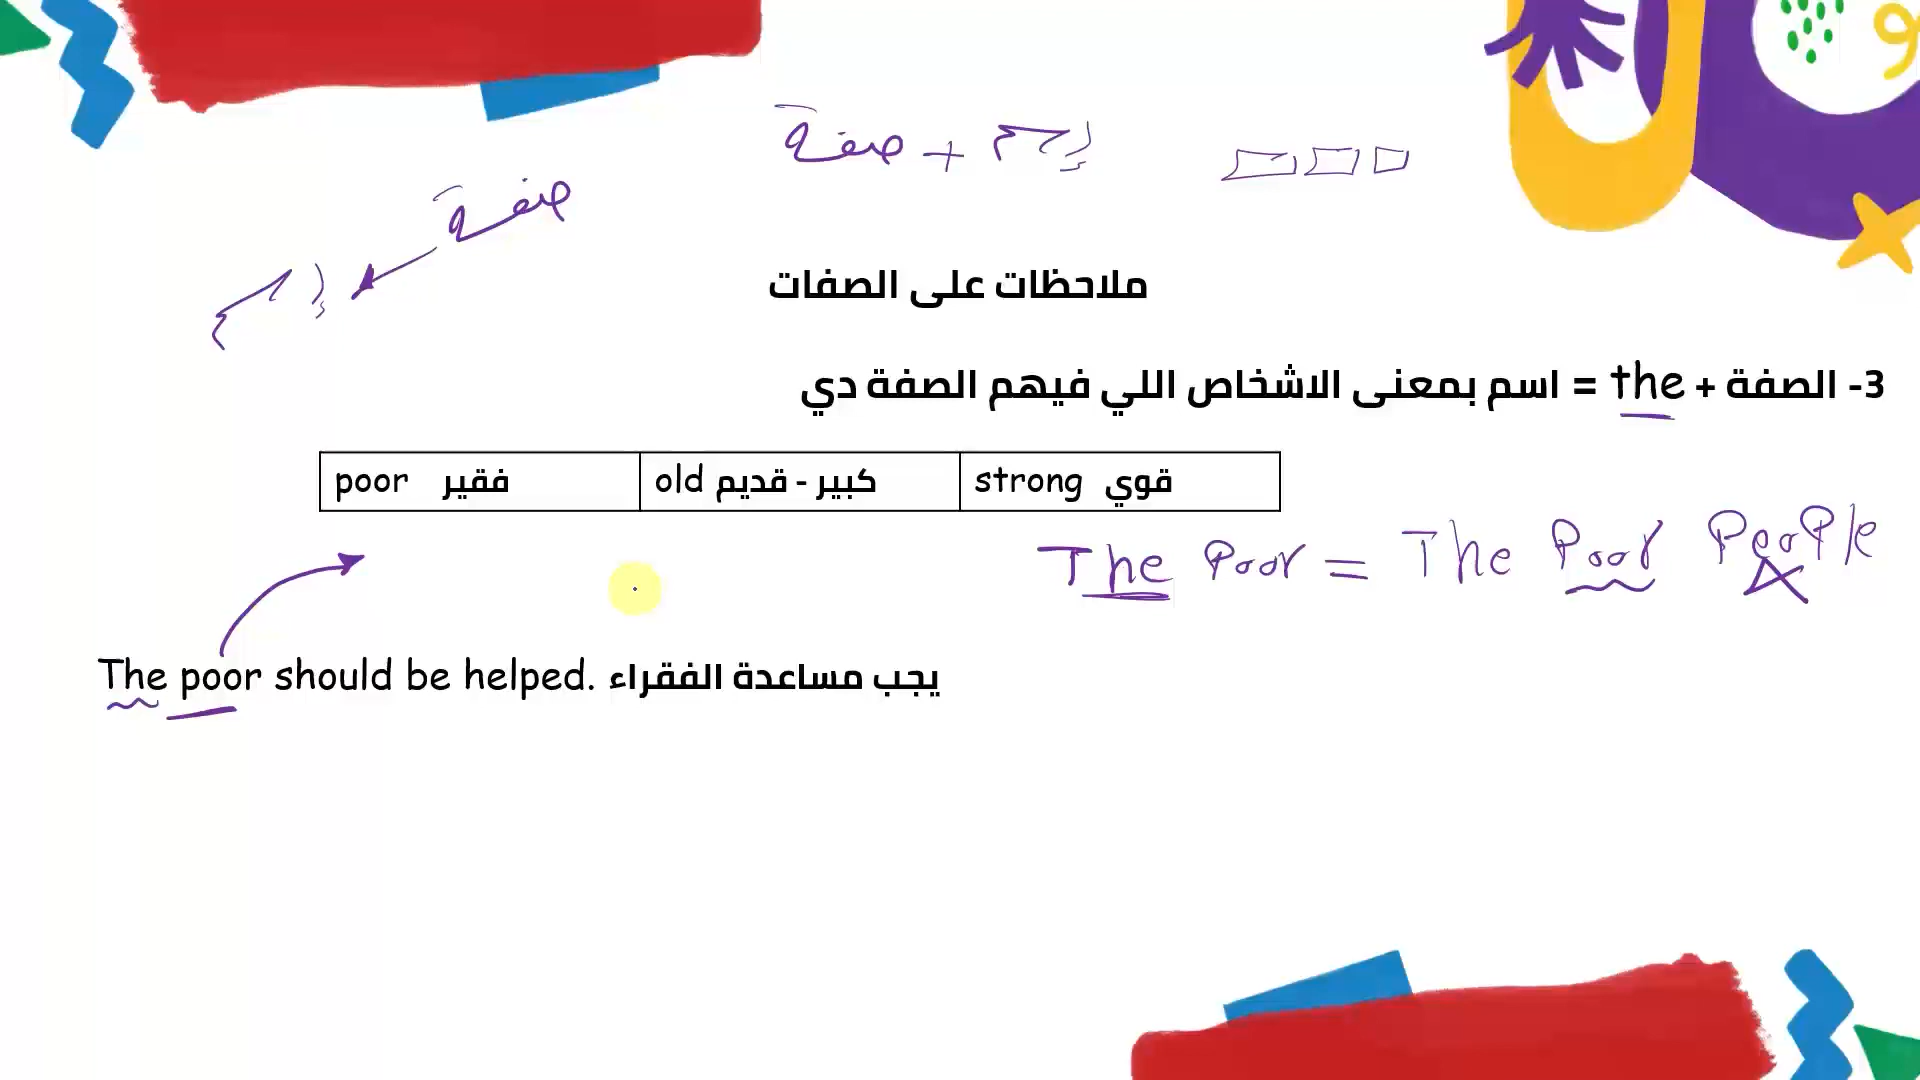 صفة + إسم
صفة
إسم
ملاحظات على الصفات
3- الصفة + the = اسم بمعنى الاشخاص اللي فيهم الصفة دي
poor فقير
old كبير - قديم
strong قوي
The Poor = The Poor People
The poor should be helped. يجب مساعدة الفقراء